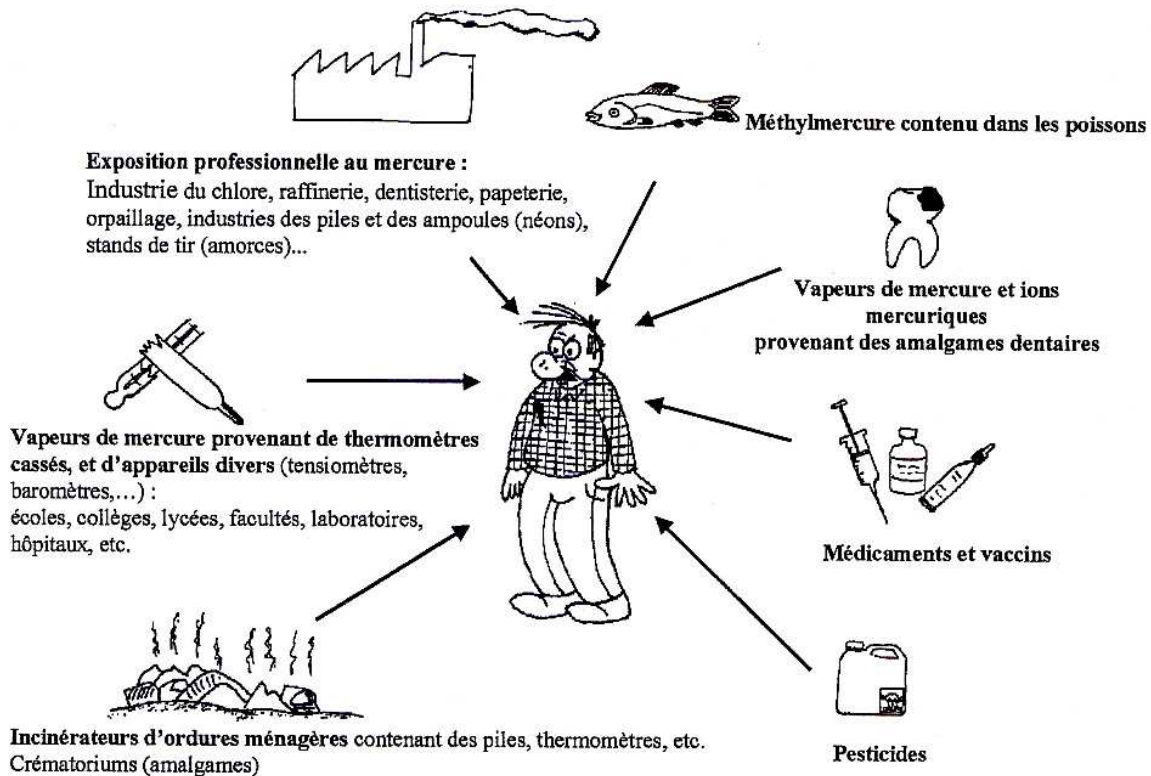 Méthylmercure contenu dans les poissons
Exposition professionnelle au mercure :
Industrie du chlore, raffinerie, dentisterie, papeterie,
orpaillage, industries des piles et des ampoules (néons),
stands de tir (amorces)...
Vapeurs de mercure et ions
mercuriques
provenant des amalgames dentaires
Vapeurs de mercure provenant de thermomètres
cassés, et d'appareils divers (tensiomètres,
baromètres,...) :
écoles, collèges, lycées, facultés, laboratoires,
hôpitaux, etc.
Médicaments et vaccins
Incinérateurs d'ordures ménagères contenant des piles, thermomètres, etc.
Crématoriums (amalgames)
Pesticides